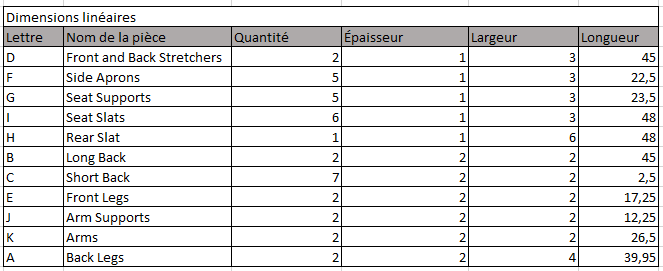 Dimensions linéaires
Lettre Nom de la pièce Quantité Épaisseur Largeur Longueur
D Front and Back Stretchers 2 1 3 45
F Side Aprons 5 1 3 22,5
G Seat Supports 5 1 3 23,5
I Seat Slats 6 1 3 48
H Rear Slat 1 1 6 48
B Long Back 2 2 2 45
C Short Back 7 2 2 2,5
E Front Legs 2 2 2 17,25
J Arm Supports 2 2 2 12,25
K Arms 2 2 2 26,5
A Back Legs 2 2 4 39,95